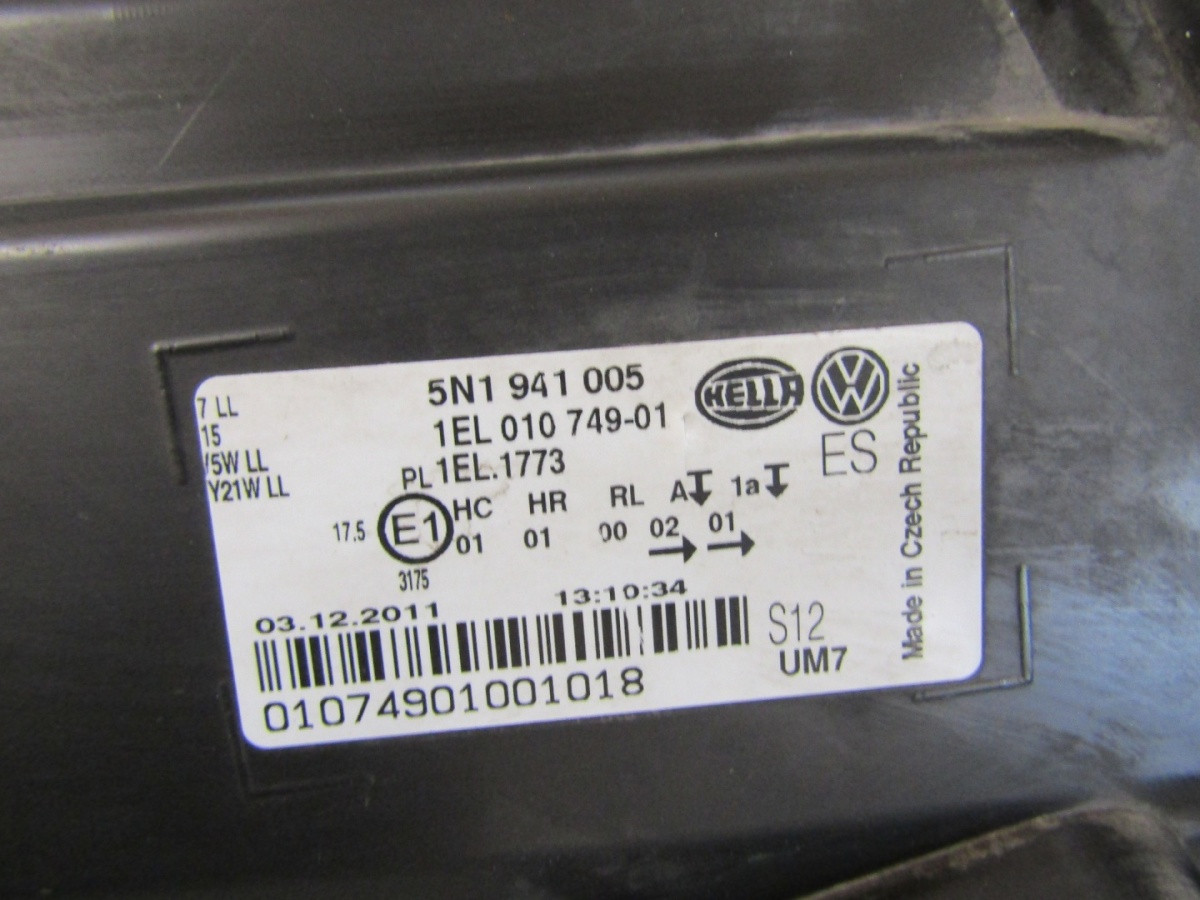 5N1 941 005
1EL 010 749-01
1EL.1773
HELLA
VW
ES
7 LL
15
5W LL
Y21W LL
PL
17.5
E1
3175
HC HR RL A 1a
01 01 00 02 01
03.12.2011 13:10:34
01074901001018
S12
UM7
Made in Czech Republic